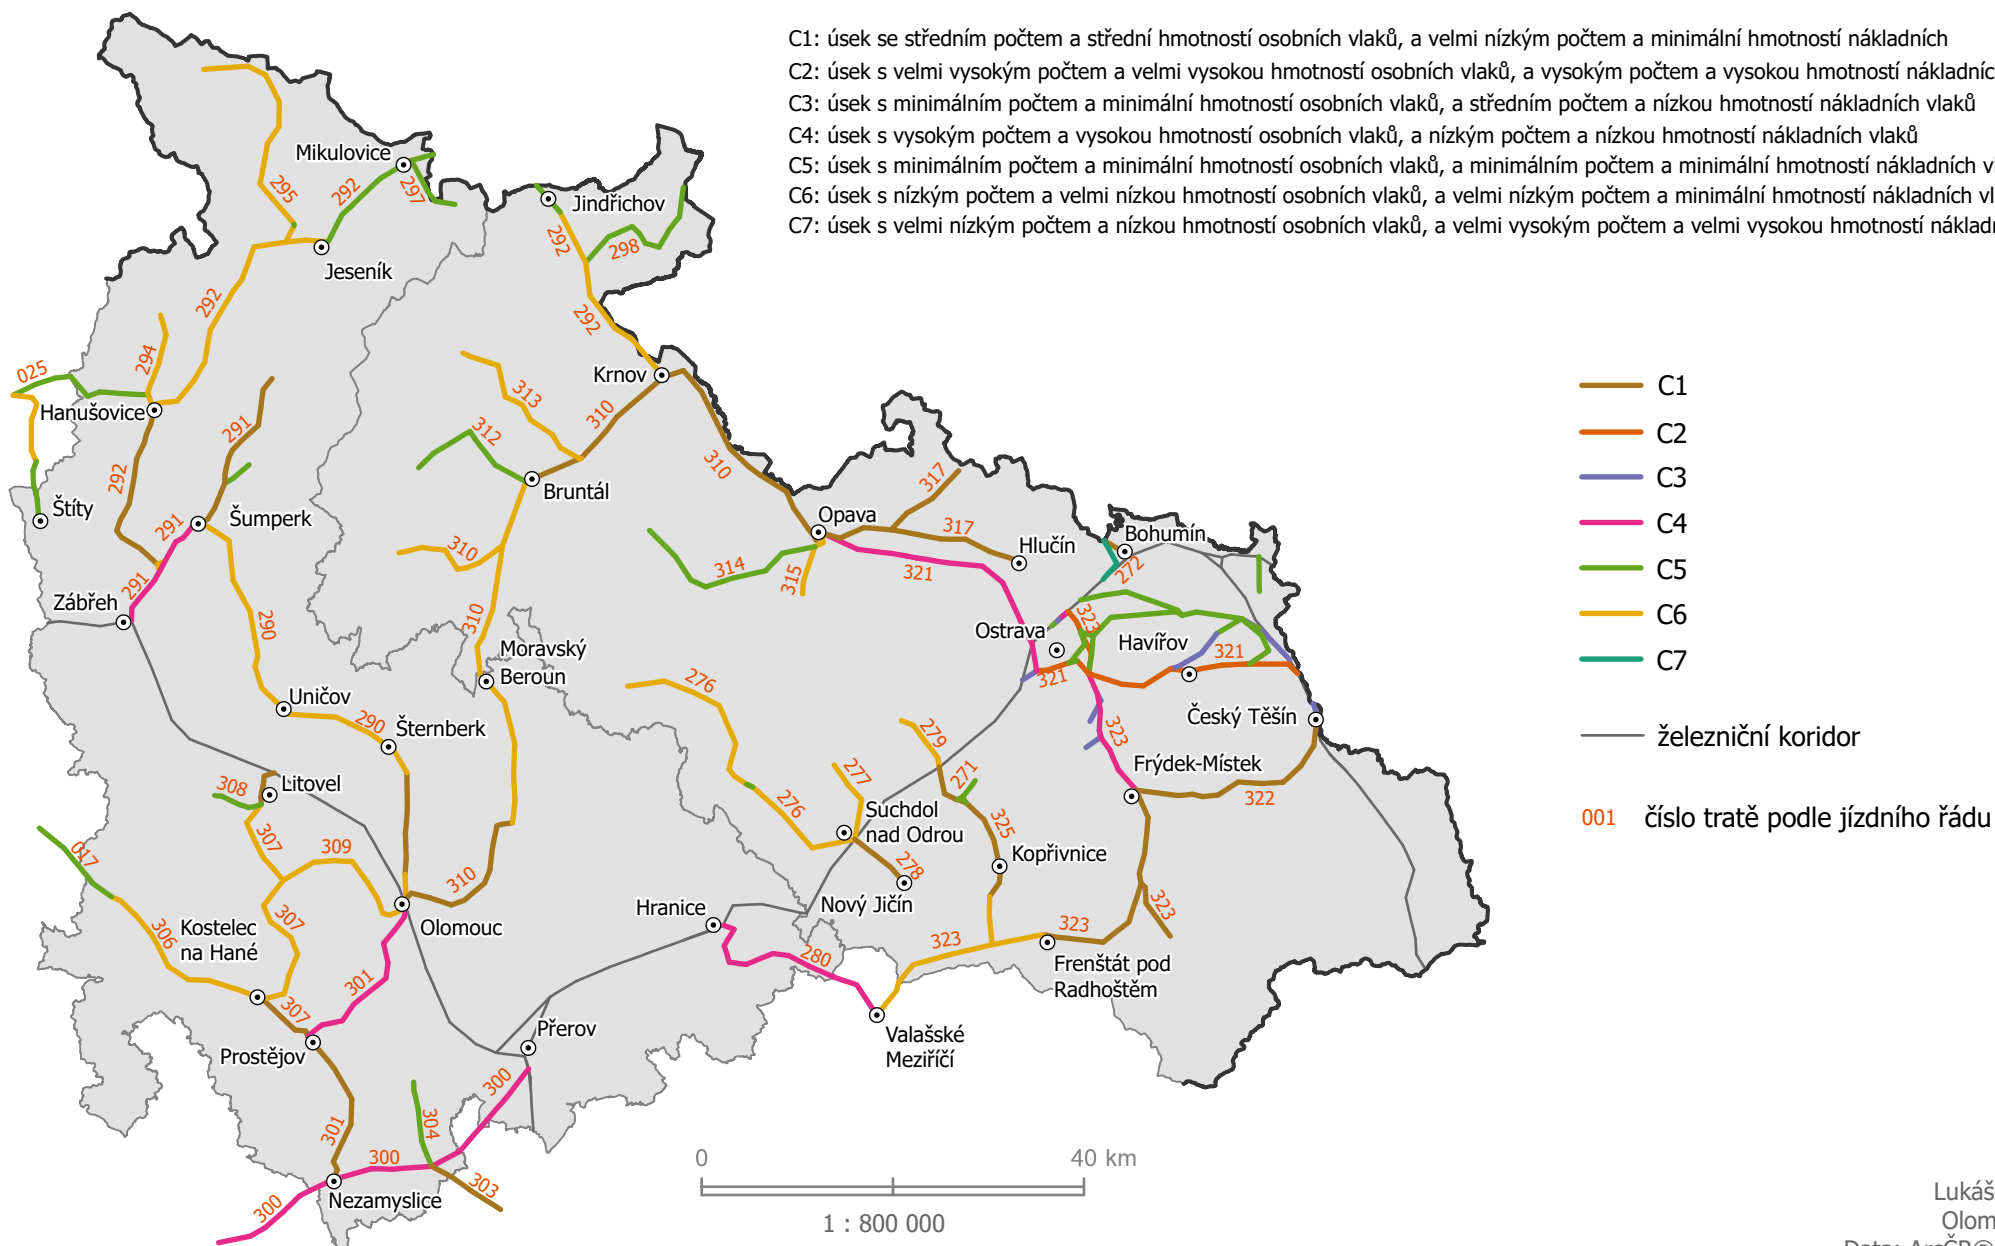 C1: úsek se středním počtem a střední hmotností osobních vlaků, a velmi nízkým počtem a minimální hmotností nákladních
C2: úsek s velmi vysokým počtem a velmi vysokou hmotností osobních vlaků, a vysokým počtem a vysokou hmotností nákladníc
C3: úsek s minimálním počtem a minimální hmotností osobních vlaků, a středním počtem a nízkou hmotností nákladních vlaků
C4: úsek s vysokým počtem a vysokou hmotností osobních vlaků, a nízkým počtem a nízkou hmotností nákladních vlaků
C5: úsek s minimálním počtem a minimální hmotností osobních vlaků, a minimálním počtem a minimální hmotností nákladních v
C6: úsek s nízkým počtem a velmi nízkou hmotností osobních vlaků, a velmi nízkým počtem a minimální hmotností nákladních vl
C7: úsek s velmi nízkým počtem a nízkou hmotností osobních vlaků, a velmi vysokým počtem a velmi vysokou hmotností nákladn
Mikulovice
292
297
295
Jindřichov
292
298
Jeseník
292
292
294
025
Hanušovice
291
292
Krnov
313
310
312
310
Bruntál
317
Štíty
291
Šumperk
Opava
317
Bohumín
Hlučín
310
314
315
321
272
291
Zábřeh
290
310
323
Ostrava
Havířov
321
321
Moravský
Beroun
276
Uničov
290
Šternberk
279
323
Český Těšín
Frýdek-Místek
322
308
Litovel
277
271
276
Suchdol
nad Odrou
325
Kopřivnice
307
309
017
310
278
Nový Jičín
Hranice
Olomouc
323
323
323
Kostelec
na Hané
306
307
301
280
Frenštát pod
Radhoštěm
307
Prostějov
Přerov
Valašské
Meziříčí
300
301
304
300
303
Nezamyslice
300
C1
C2
C3
C4
C5
C6
C7
železniční koridor
001 číslo tratě podle jízdního řádu
0 40 km
1 : 800 000
Lukáš
Olom
Data: ArcČR©